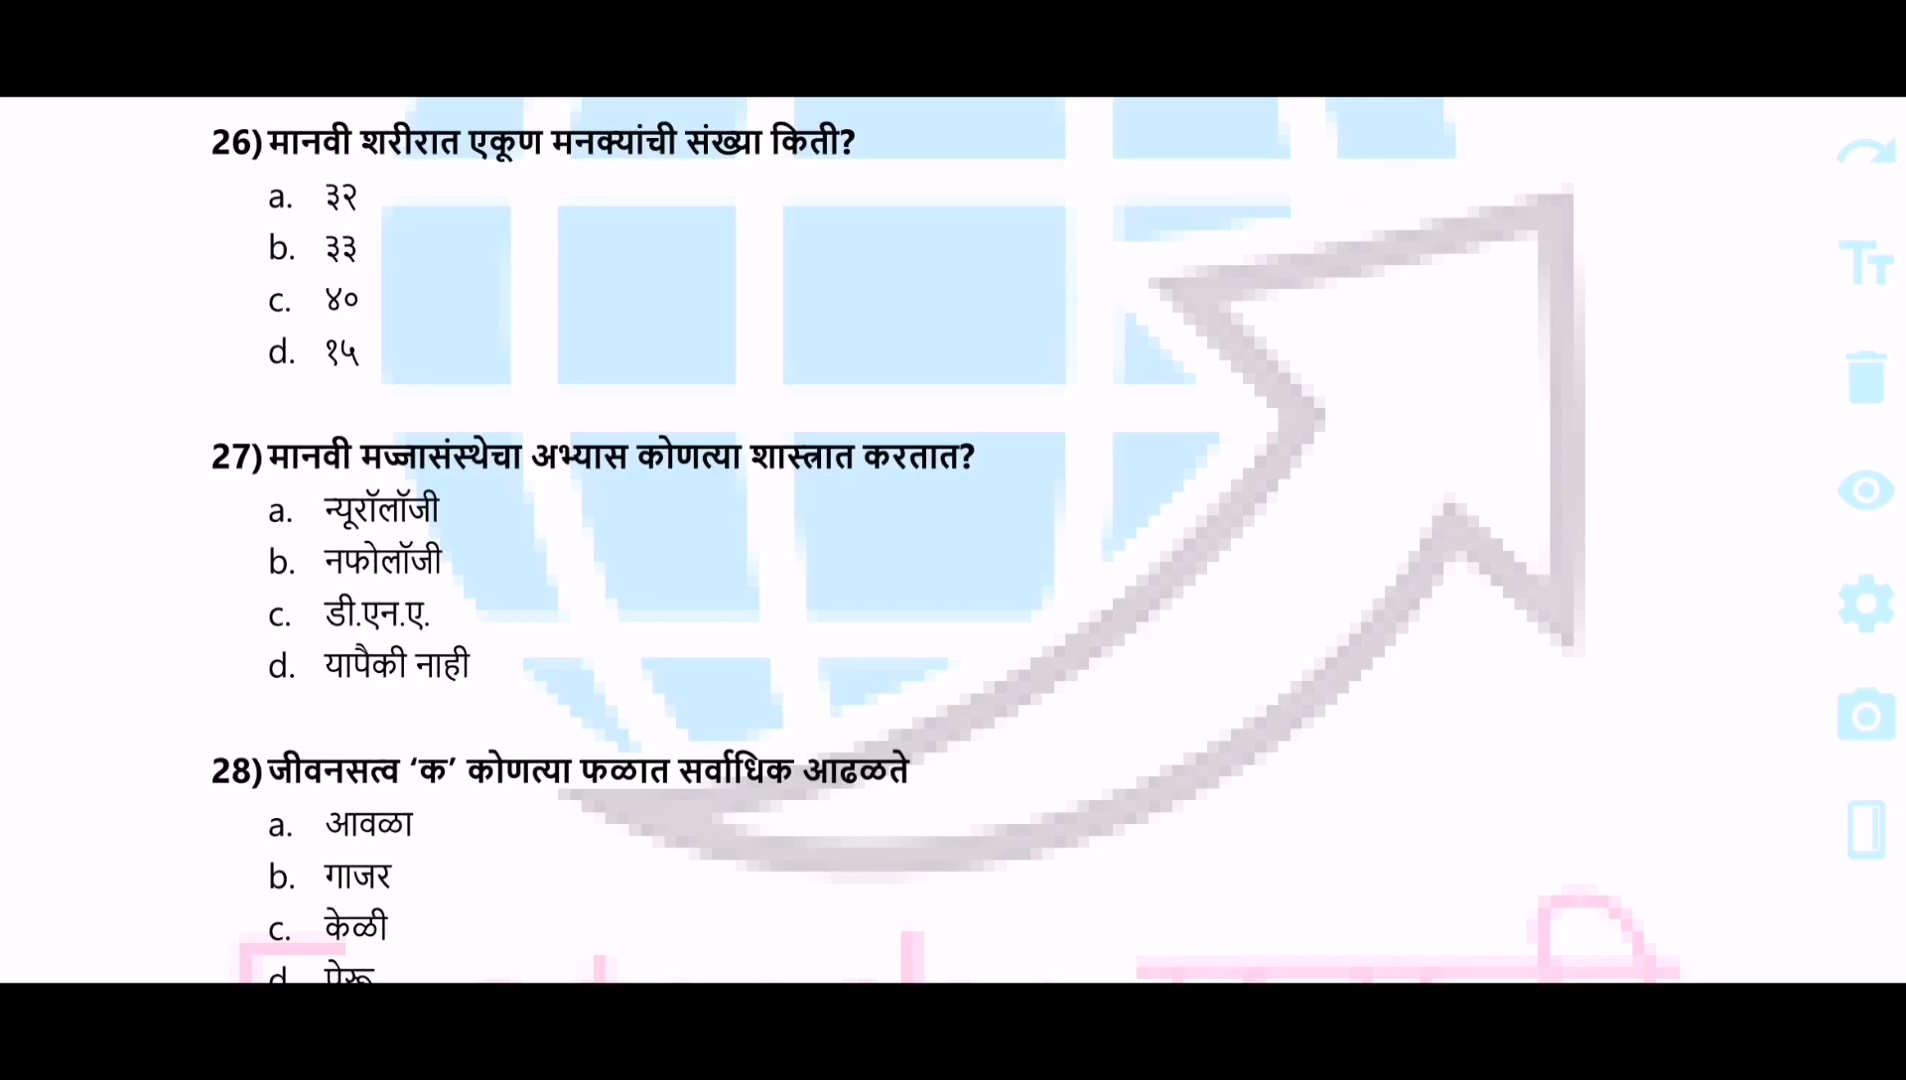 26) मानवी शरीरात एकूण मनक्यांची संख्या किती?
a. ३२
b. ३३
c. ४०
d. १५
27) मानवी मज्जासंस्थेचा अभ्यास कोणत्या शास्त्रात करतात?
a. न्यूरॉलॉजी
b. नफोलॉजी
c. डी.एन.ए.
d. यापैकी नाही
28) जीवनसत्व ‘क’ कोणत्या फळात सर्वाधिक आढळते
a. आवळा
b. गाजर
c. केळी
d. पेरू